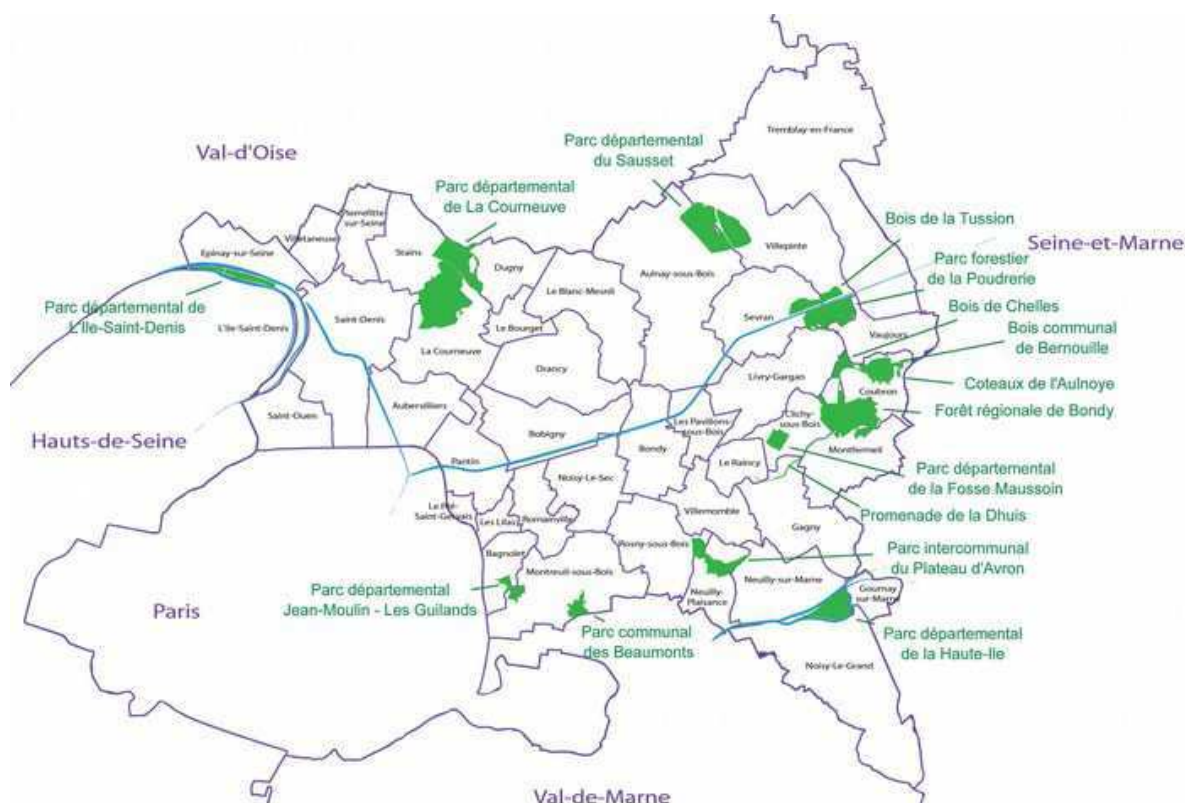 Tremblay-en-France
Parc départemental
du Sausset
Val-d'Oise
Parc départemental
de La Courneuve
Bois de la Tussion
Seine-et-Marne
Villetaneuse
Pierrefitte
-sur-Seine
Epinay-sur-Seine
Stains
Dugny
Villepinte
Parc forestier
de la Poudrerie
Aulnay-sous-Bois
Le Blanc-Mesnil
Bois de Chelles
Parc départemental de
L'Ile-Saint-Denis
L'île-Saint-Denis
Saint-Denis
Sevran
Le Bourget
Vaujours
Bois communal
de Bernouille
La Courneuve
Drancy
Livry-Gargan
Coubron
Coteaux de l'Aulnoye
Saint-Ouen
Aubervilliers
Clichy-
sous-Bois
Forêt régionale de Bondy
Hauts-de-Seine
Bobigny
Les Pavillons-
sous-Bois
Bondy
Montfermeil
Pantin
Le Raincy
Parc départemental
de la Fosse Maussoin
Noisy-Le-Sec
Le Pré-
Saint-Gervais
Les Lilas
Romainville
Villemomble
Promenade de la Dhuis
Gagny
Rosny-sous-Bois
Bagnolet
Parc intercommunal
du Plateau d'Avron
Montreuil-sous-Bois
Neuilly-sur-Marne
Parc départemental
Jean-Moulin - Les Guilands
Neuilly-
Plaisance
Gournay
-sur-Marne
Paris
Parc communal
des Beaumonts
Parc départemental
de la Haute-Ile
Noisy-Le-Grand
Val-de-Marne